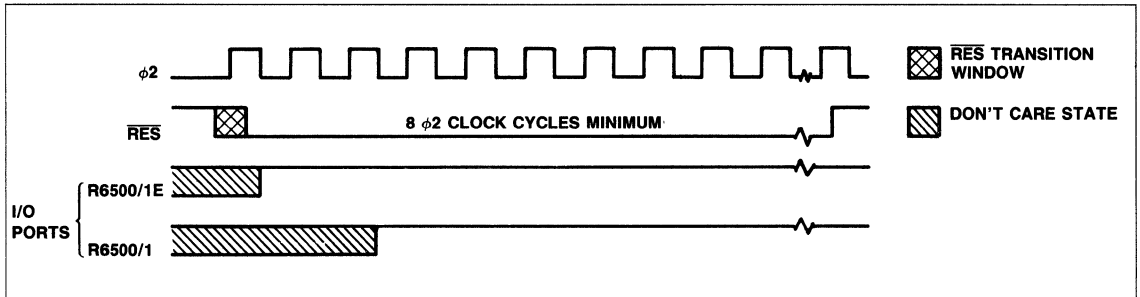 φ2
RES TRANSITION
WINDOW
RES
8 φ2 CLOCK CYCLES MINIMUM
DON'T CARE STATE
R6500/1E
I/O
PORTS
R6500/1